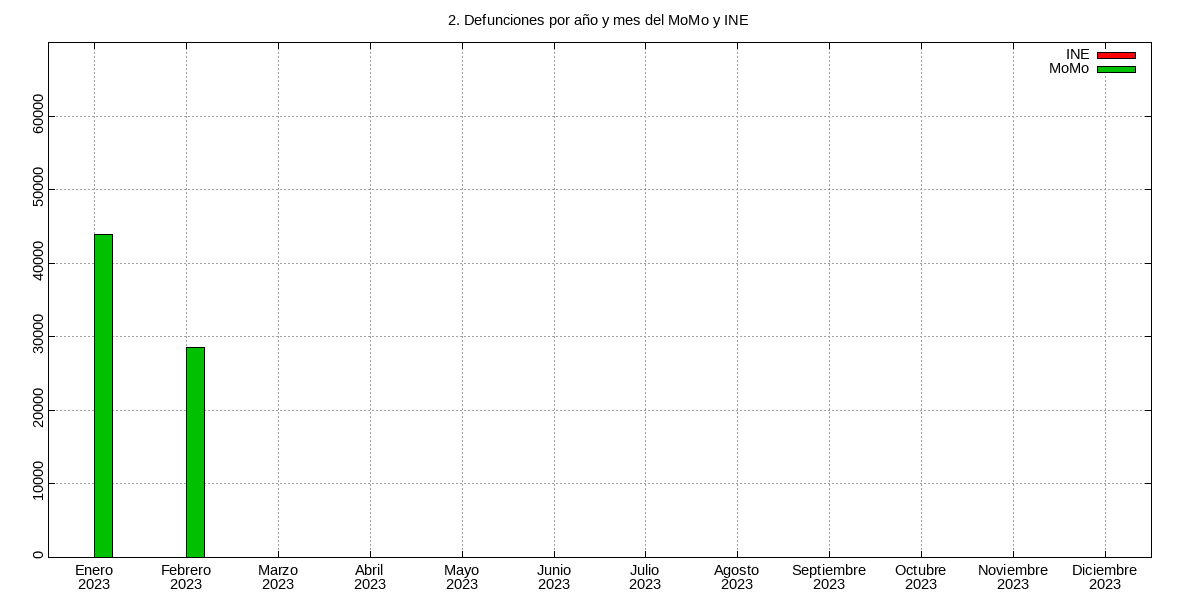 2. Defunciones por año y mes del MoMo y INE
INE
MoMo
60000
50000
40000
30000
20000
10000
0
Enero Febrero Marzo Abril Mayo Junio Julio Agosto Septiembre Octubre Noviembre Diciembre
2023 2023 2023 2023 2023 2023 2023 2023 2023 2023 2023 2023